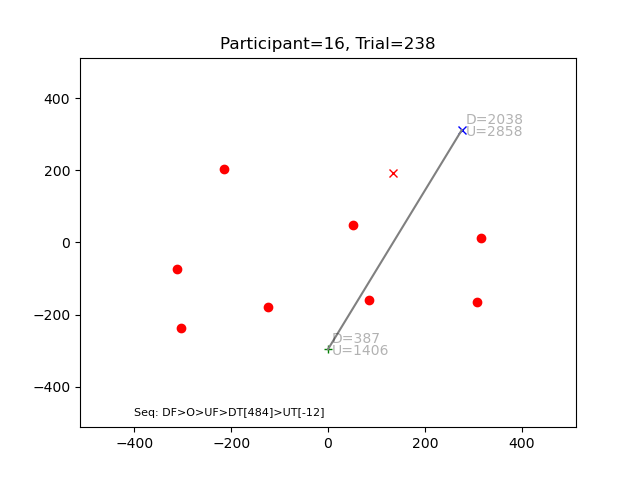 Participant=16, Trial=238
400
200
0
−200
−400
−400
−200
0
200
400
D=2038
U=2858
D=387
U=1406
Seq: DF>O>UF>DT[484]>UT[-12]